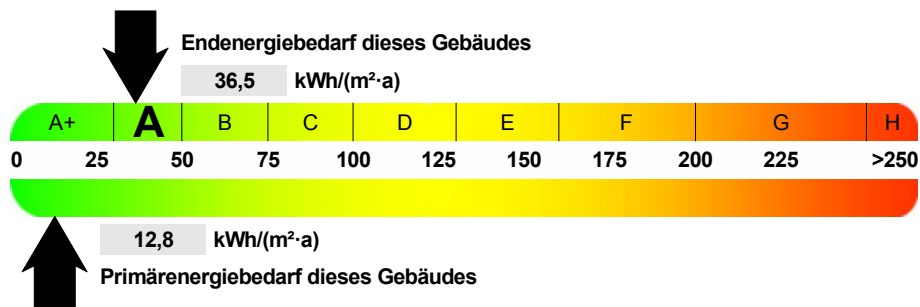 Endenergiebedarf dieses Gebäudes
36,5 kWh/(m²·a)
A+ A B C D E F G H
0 25 50 75 100 125 150 175 200 225 >250
12,8 kWh/(m²·a)
Primärenergiebedarf dieses Gebäudes